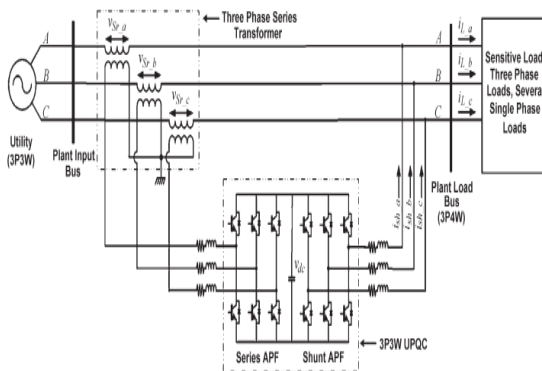 v_Sr_a
Three Phase Series
Transformer
A
B
C
v_Sr_b
v_Sr_c
A
B
C
i_L_a
i_L_b
i_L_c
Sensitive Load
Three Phase
Loads, Severa
Single Phase
Loads
Utility
(3P3W)
Plant Input
Bus
i_sh_a
i_sh_b
i_sh_c
Plant Load
Bus (3P4W)
v_dc
Series APF
Shunt APF
3P3W UPQC